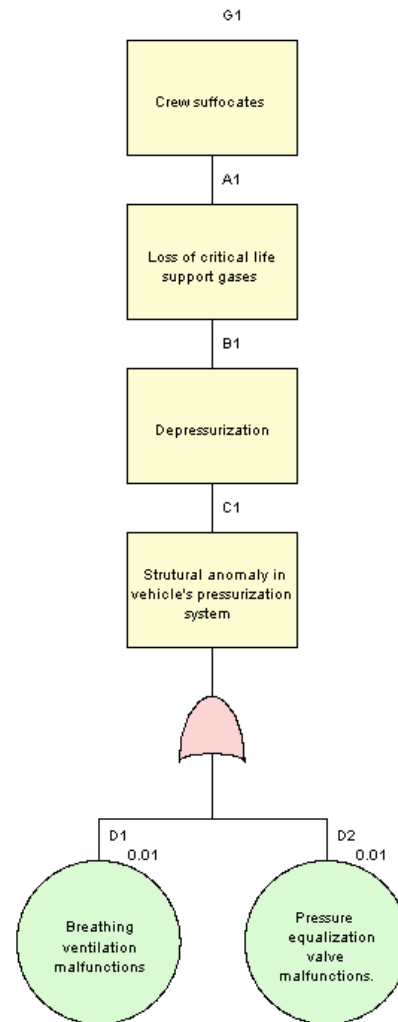 G1
Crew suffocates
A1
Loss of critical life
support gases
B1
Depressurization
C1
Strutural anomaly in
vehicle's pressurization
system
D1
0.01
Breathing
ventilation
malfunctions
D2
0.01
Pressure
equalization
valve
malfunctions.